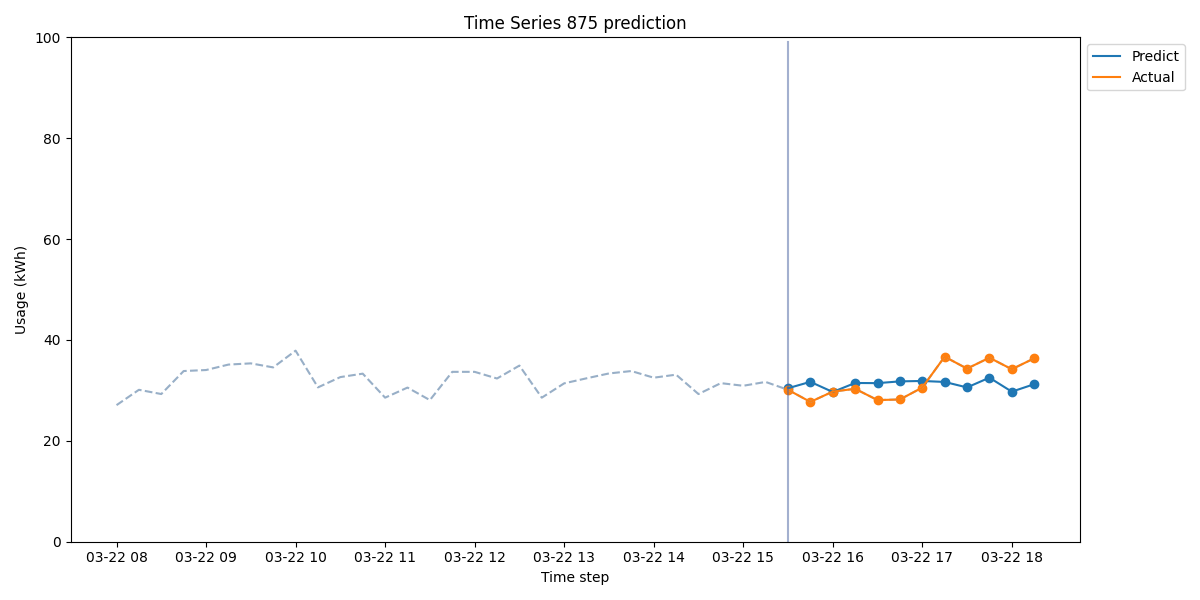 Time Series 875 prediction
Predict
Actual
Usage (kWh)
100
80
60
40
20
0
03-22 08 03-22 09 03-22 10 03-22 11 03-22 12 03-22 13 03-22 14 03-22 15 03-22 16 03-22 17 03-22 18
Time step